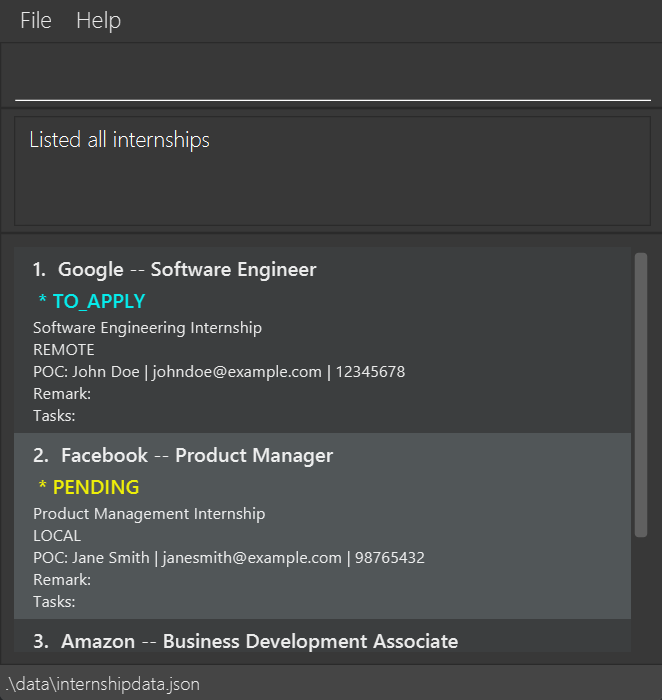 File Help
Listed all internships
1. Google -- Software Engineer
* TO_APPLY
Software Engineering Internship
REMOTE
POC: John Doe | johndoe@example.com | 12345678
Remark:
Tasks:
2. Facebook -- Product Manager
* PENDING
Product Management Internship
LOCAL
POC: Jane Smith | janesmith@example.com | 98765432
Remark:
Tasks:
3. Amazon -- Business Development Associate
.\data\internshipdata.json